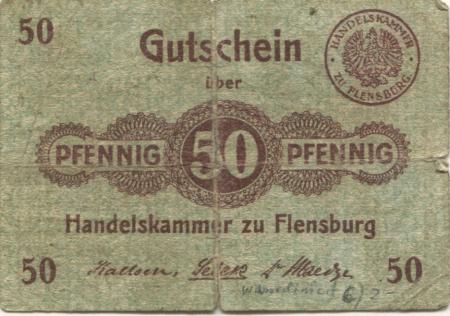 50
Gutschein
HANDELSKAMMER
ZU FLENSBURG
über
PFENNIG 50 PFENNIG
Handelskammer zu Flensburg
50
50